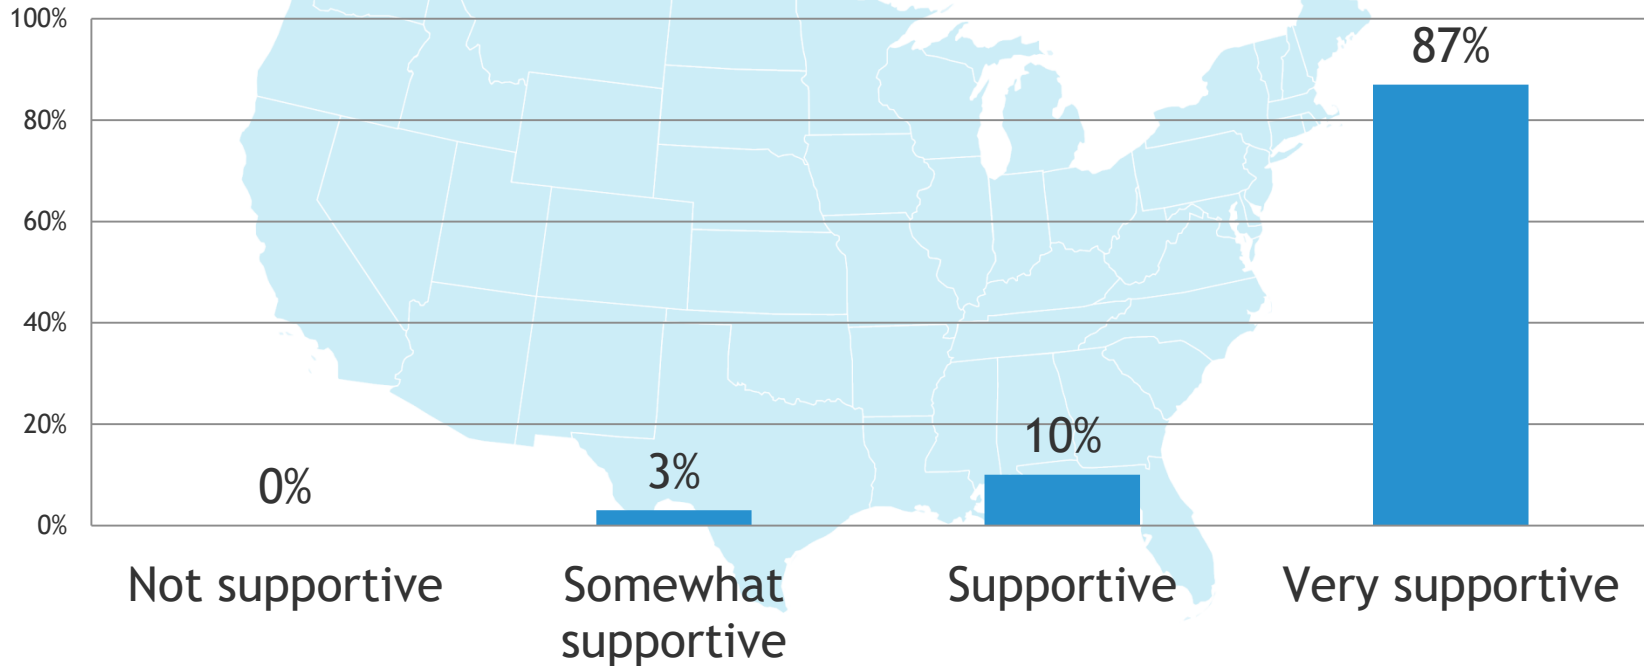 100%
80%
60%
40%
20%
0%
0%
3%
10%
87%
Not supportive
Somewhat
supportive
Supportive
Very supportive